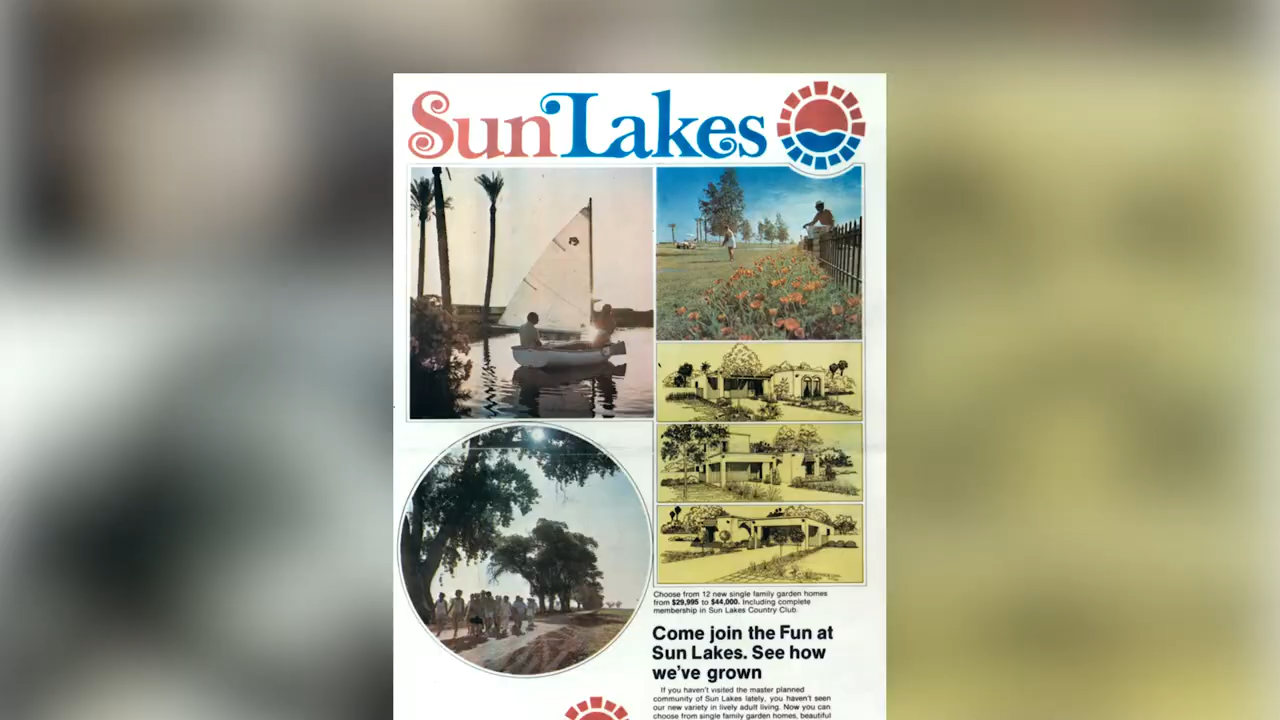 Sun Lakes
Choose from 12 new single family garden homes
from $29,995 to $44,000. Including complete
membership in Sun Lakes Country Club.
Come join the Fun at
Sun Lakes. See how
we've grown
If you haven't visited the master planned
community of Sun Lakes lately, you haven't seen
our new variety in lively adult living. Now you can
choose from single family garden homes, beautiful